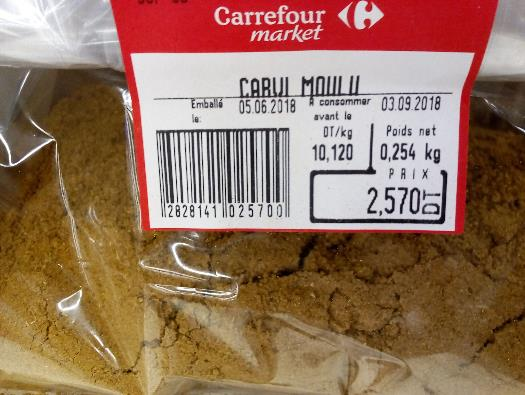 Carrefour
market
CARVI MOULU
Emballé le: 05.06.2018 A consommer avant le 03.09.2018
DT/kg Poids net
10,120 0,254 kg
PRIX
2,570 DT
2828141 025700